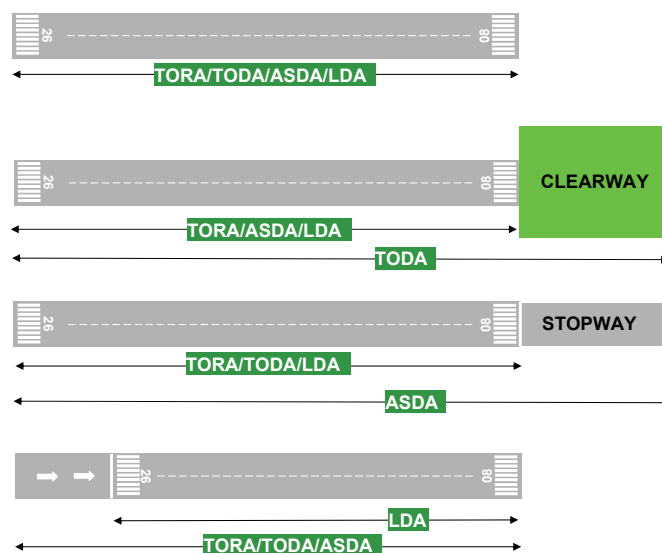 26 08
TORA/TODA/ASDA/LDA
26 08 CLEARWAY
TORA/ASDA/LDA
TODA
26 08 STOPWAY
TORA/TODA/LDA
ASDA
26 08
LDA
TORA/TODA/ASDA